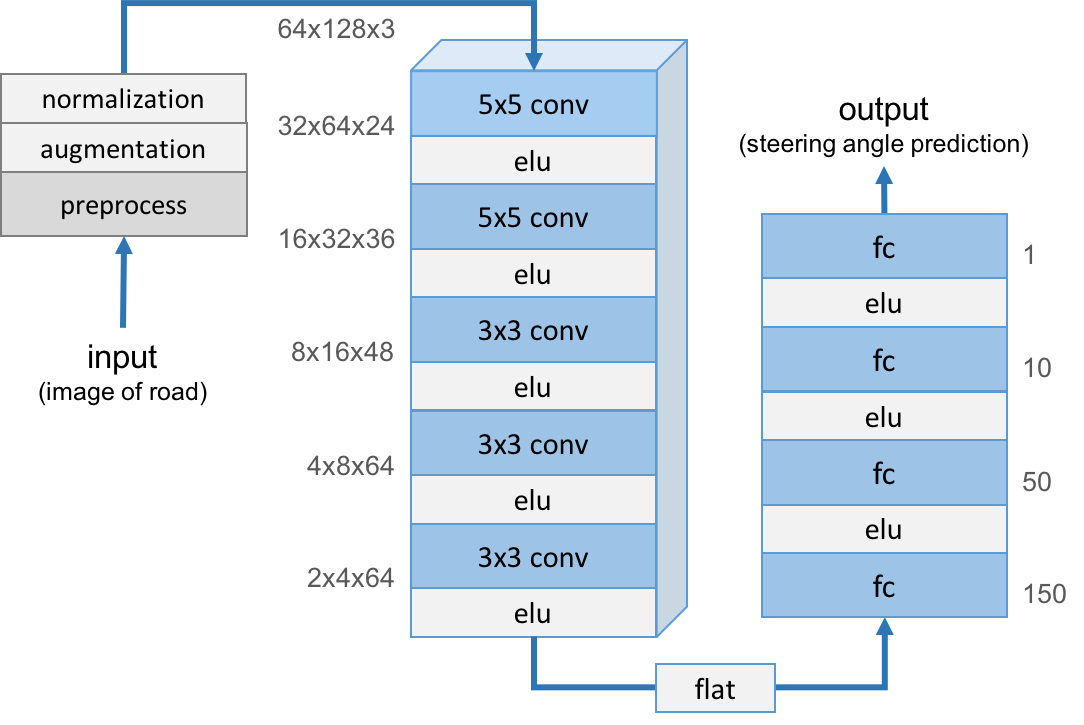 64x128x3
normalization
augmentation
preprocess
input
(image of road)
5x5 conv
32x64x24
elu
5x5 conv
16x32x36
elu
3x3 conv
8x16x48
elu
3x3 conv
4x8x64
elu
3x3 conv
2x4x64
elu
flat
output
(steering angle prediction)
fc
1
elu
fc
10
elu
fc
50
elu
fc
150